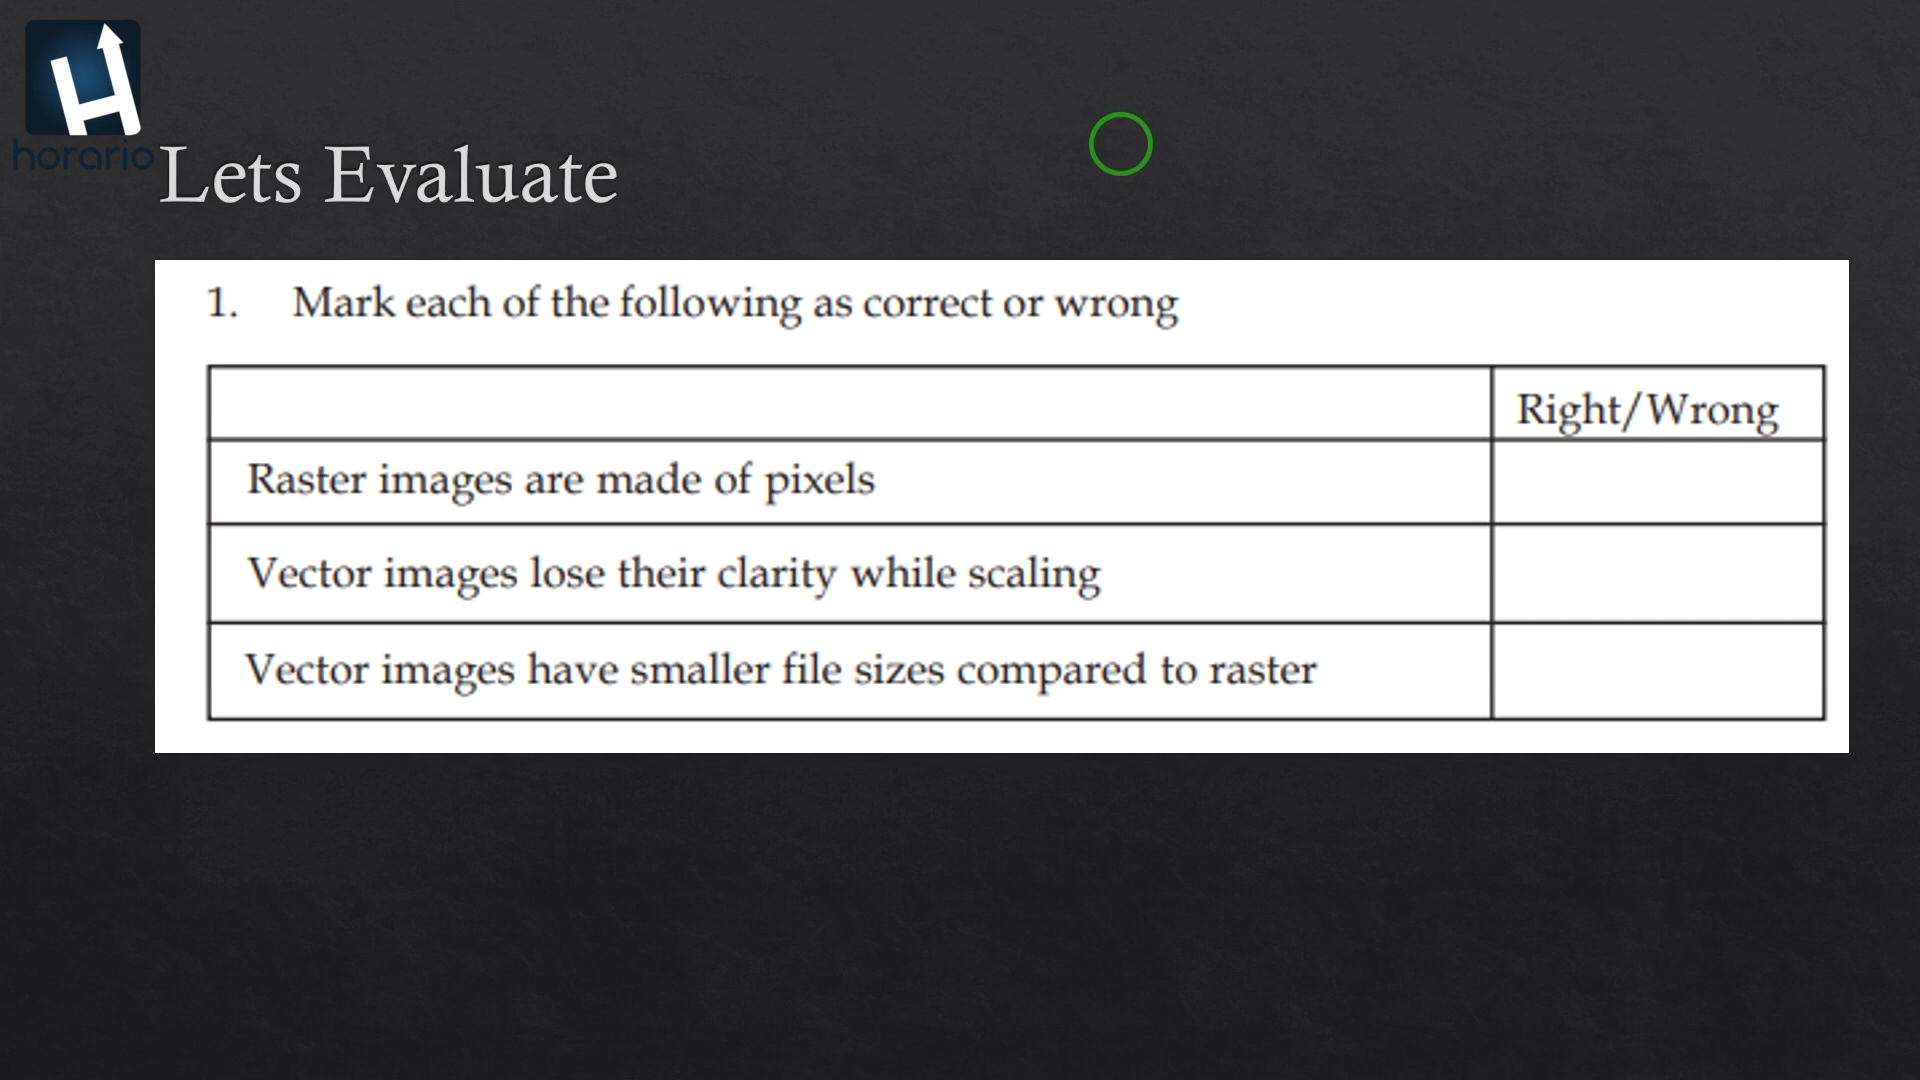 horario
Lets Evaluate
1. Mark each of the following as correct or wrong
Right/Wrong
Raster images are made of pixels
Vector images lose their clarity while scaling
Vector images have smaller file sizes compared to raster